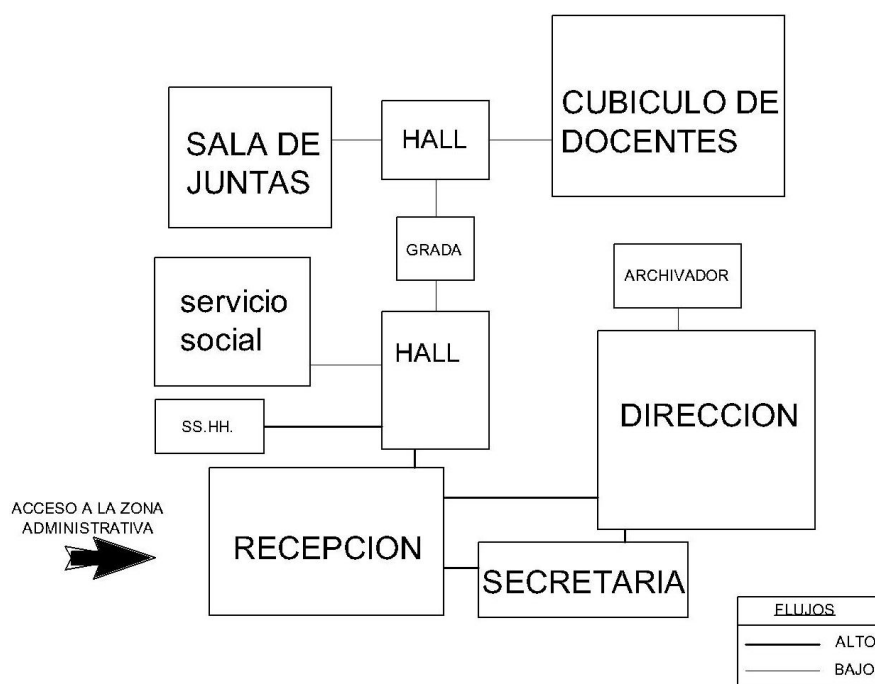 CUBICULO DE
DOCENTES
HALL
SALA DE
JUNTAS
GRADA
ARCHIVADOR
servicio
social
HALL
DIRECCION
SS.HH.
ACCESO A LA ZONA
ADMINISTRATIVA
RECEPCION
SECRETARIA
FLUJOS
ALTO
BAJO